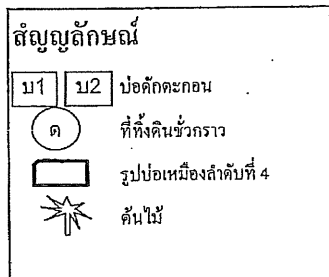 สัญญลักษณ์
บ1 บ2 บ่อดักตะกอน
ด ที่ทิ้งดินชั่วกราว
รูปบ่อเหมืองลำดับที่ 4
ต้นไม้